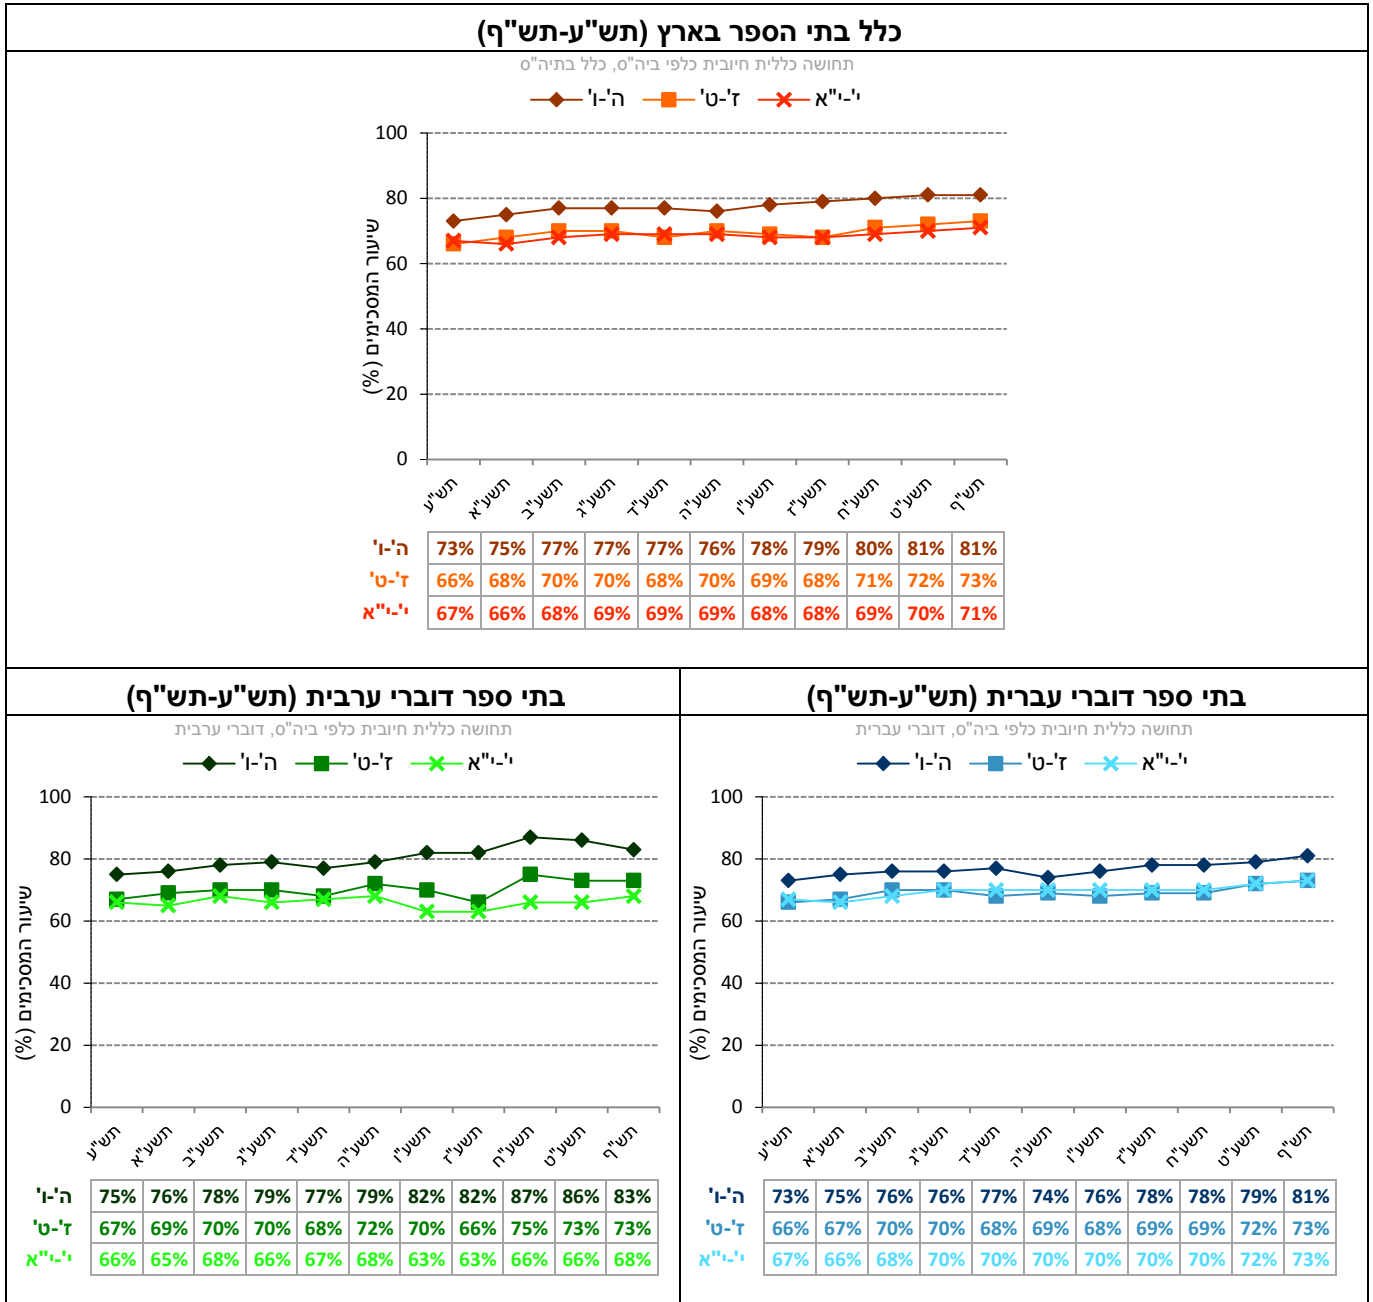 כלל בתי הספר בארץ (תש"ע-תש"ף)
תחושה כללית חיובית כלפי ביה"ס, כלל בתיה"ס
ה'-ו' ז'-ט' י'-י"א
שיעור המסכימים (%)
100
80
60
40
20
0
תש"ע תשע"א תשע"ב תשע"ג תשע"ד תשע"ה תשע"ו תשע"ז תשע"ח תשע"ט תש"ף
ה'-ו' 73% 75% 77% 77% 77% 76% 78% 79% 80% 81% 81%
ז'-ט' 66% 68% 70% 70% 68% 70% 69% 68% 71% 72% 73%
י'-י"א 67% 66% 68% 69% 69% 69% 68% 68% 69% 70% 71%
בתי ספר דוברי עברית (תש"ע-תש"ף)
תחושה כללית חיובית כלפי ביה"ס, דוברי עברית
ה'-ו' ז'-ט' י'-י"א
שיעור המסכימים (%)
100
80
60
40
20
0
תש"ע תשע"א תשע"ב תשע"ג תשע"ד תשע"ה תשע"ו תשע"ז תשע"ח תשע"ט תש"ף
ה'-ו' 73% 75% 76% 76% 77% 74% 76% 78% 78% 79% 81%
ז'-ט' 66% 67% 70% 70% 68% 69% 68% 69% 69% 72% 73%
י'-י"א 67% 66% 68% 70% 70% 70% 70% 70% 70% 72% 73%
בתי ספר דוברי ערבית (תש"ע-תש"ף)
תחושה כללית חיובית כלפי ביה"ס, דוברי ערבית
ה'-ו' ז'-ט' י'-י"א
שיעור המסכימים (%)
100
80
60
40
20
0
תש"ע תשע"א תשע"ב תשע"ג תשע"ד תשע"ה תשע"ו תשע"ז תשע"ח תשע"ט תש"ף
ה'-ו' 75% 76% 78% 79% 77% 79% 82% 82% 87% 86% 83%
ז'-ט' 67% 69% 70% 70% 68% 72% 70% 66% 75% 73% 73%
י'-י"א 66% 65% 68% 66% 67% 68% 63% 63% 66% 66% 68%